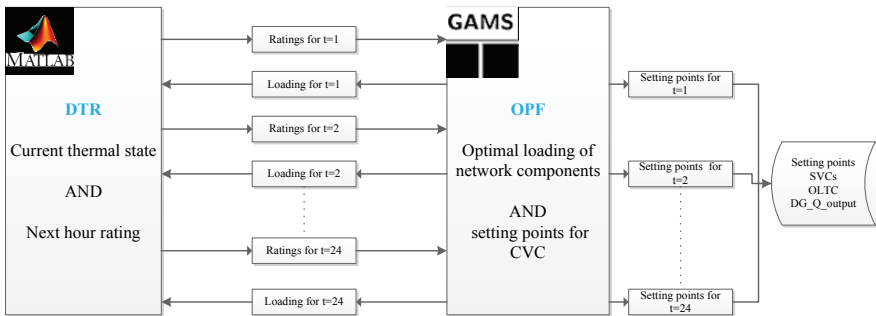 MATLAB
DTR
Current thermal state
AND
Next hour rating
Ratings for t=1
Loading for t=1
Ratings for t=2
Loading for t=2
Ratings for t=24
Loading for t=24
GAMS
OPF
Optimal loading of
network components
AND
setting points for
CVC
Setting points for
t=1
Setting points for
t=2
Setting points for
t=24
Setting points
SVCs
OLTC
DG_Q_output